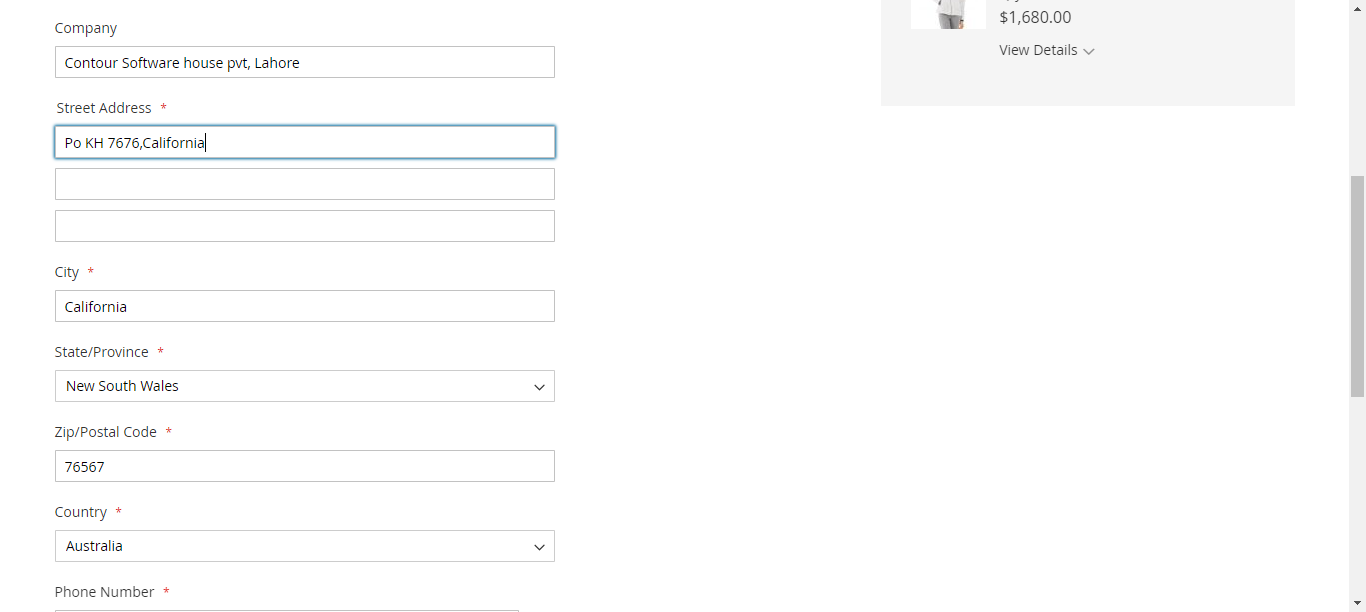 Company
Contour Software house pvt, Lahore
Street Address *
Po KH 7676,California
City *
California
State/Province *
New South Wales
Zip/Postal Code *
76567
Country *
Australia
Phone Number *
$1,680.00
View Details